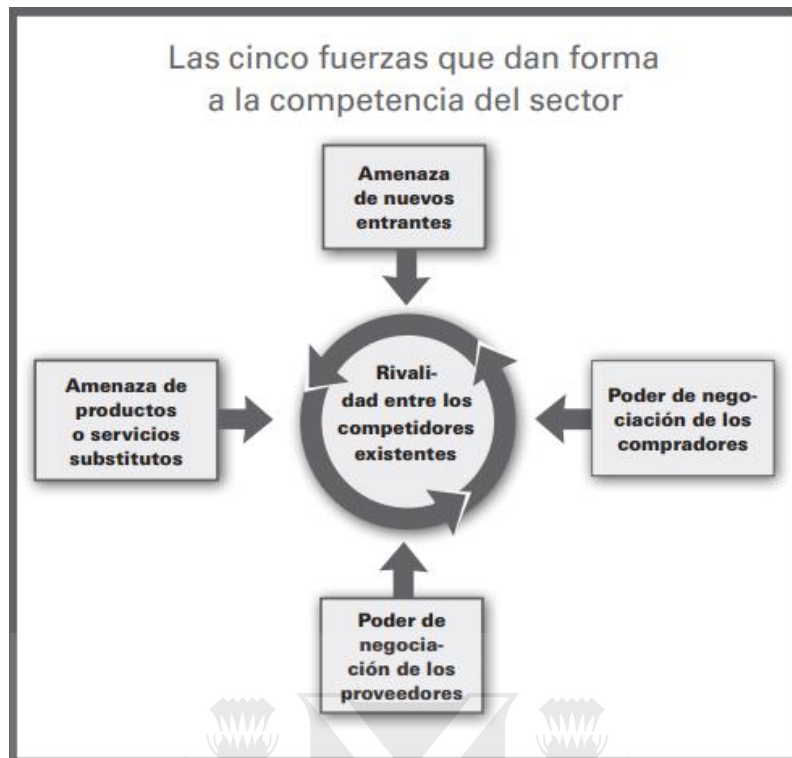 Las cinco fuerzas que dan forma
a la competencia del sector
Amenaza
de nuevos
entrantes
Amenaza de
productos
o servicios
substitutos
Rivali-
dad entre los
competidores
existentes
Poder de nego-
ciación de los
compradores
Poder de
negocia-
ción de los
proveedores